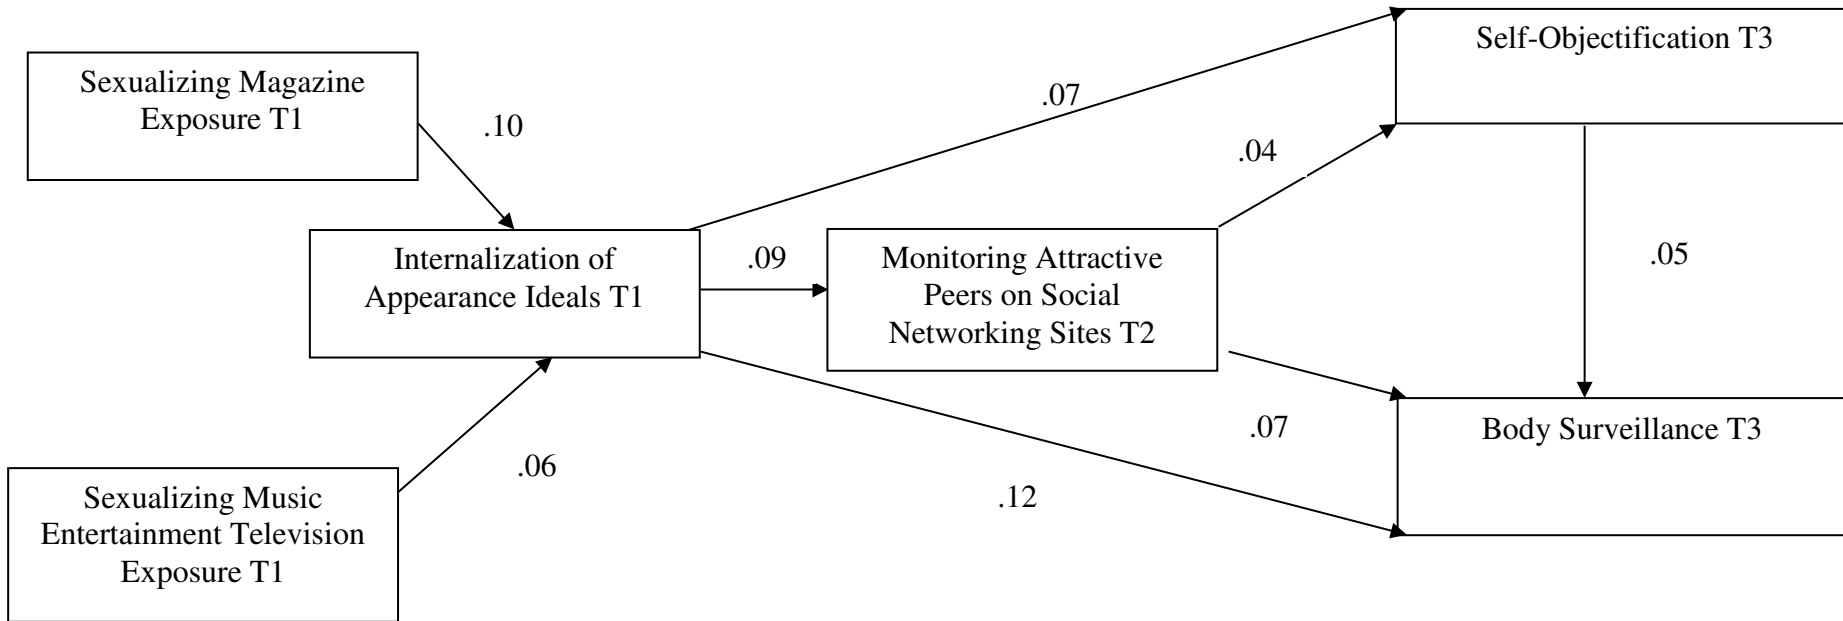 Self-Objectification T3
Sexualizing Magazine
Exposure T1
.07
.10
.04
Internalization of
Appearance Ideals T1
.09
Monitoring Attractive
Peers on Social
Networking Sites T2
.05
.07
Body Surveillance T3
.06
.12
Sexualizing Music
Entertainment Television
Exposure T1